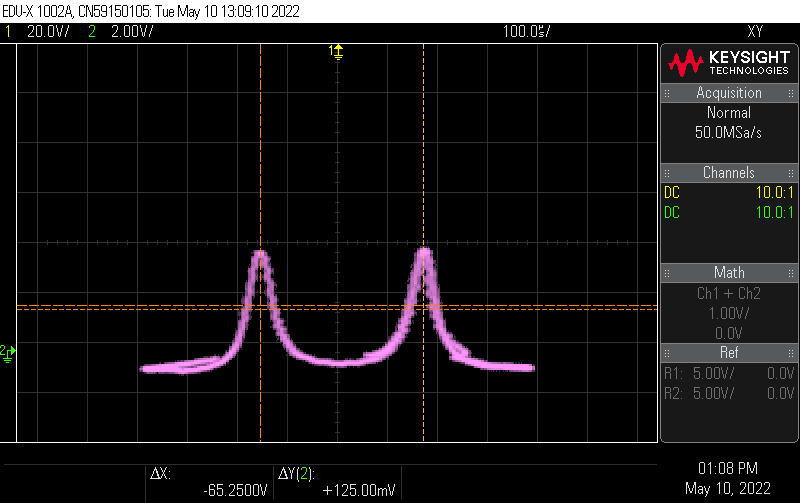 EDU-X 1002A, CN59150105: Tue May 10 13:09:10 2022
1 20.0V/ 2 2.00V/ 100.0s/ XY
1
KEYSIGHT
TECHNOLOGIES
Acquisition
Normal
50.0MSa/s
Channels
DC 10.0:1
DC 10.0:1
Math
Ch1 + Ch2
1.00V/
0.0V
2
Ref
R1: 5.00V/ 0.0V
R2: 5.00V/ 0.0V
ΔX:
-65.2500V
ΔY(2):
+125.00mV
01:08 PM
May 10, 2022